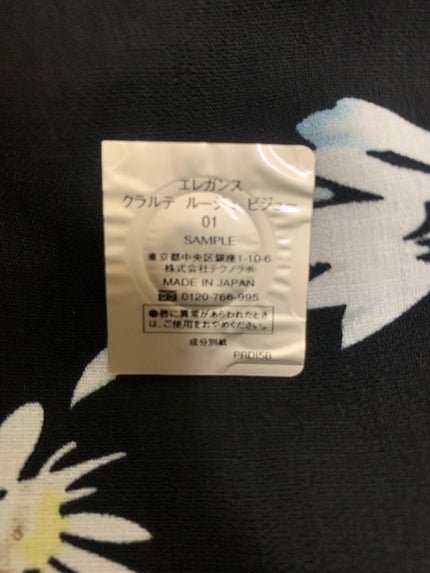 エレガンス
クラルテ ルージュ ビジュー
01
SAMPLE
東京都中央区銀座1-10-6
株式会社テクノラボ
MADE IN JAPAN
0120-766-995
●唇に異常があらわれたとき
は、ご使用をおやめください。
成分別紙
PRDI5B